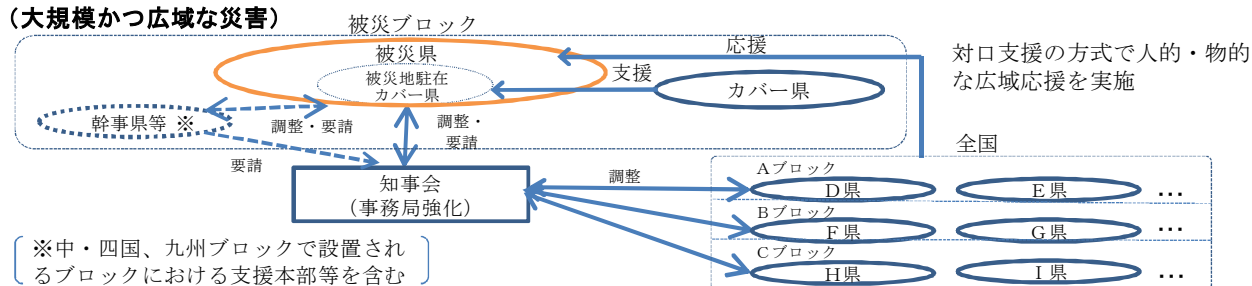 （大規模かつ広域な災害）
被災ブロック
被災県
被災地駐在
カバー県
支援
カバー県
応援
対口支援の方式で人的・物的
な広域応援を実施
幹事県等 ※
調整・要請
調整・
要請
要請
知事会
（事務局強化）
調整
全国
Aブロック
D県
E県
…
Bブロック
F県
G県
…
Cブロック
H県
I県
…
※中・四国、九州ブロックで設置され
るブロックにおける支援本部等を含む